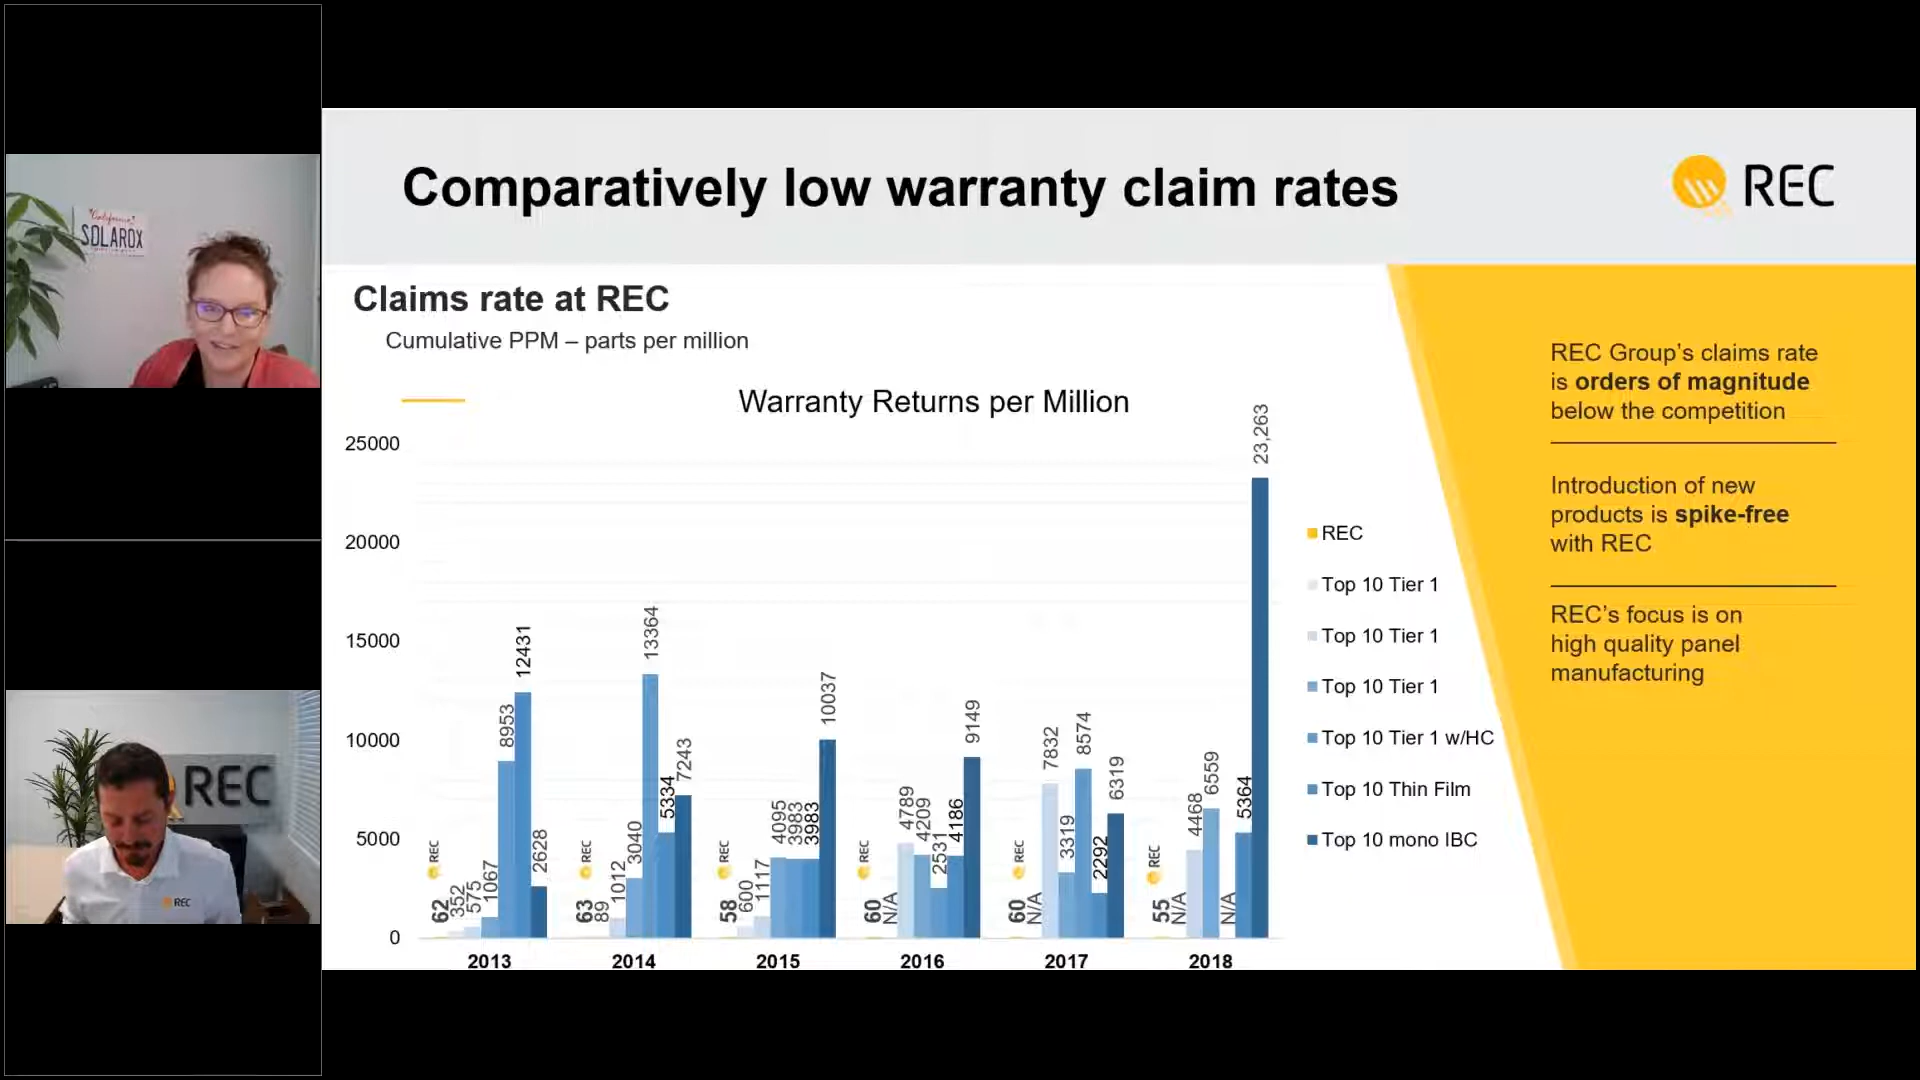 California
SOLAROX
REC
REC
Comparatively low warranty claim rates
REC
Claims rate at REC
Cumulative PPM – parts per million
Warranty Returns per Million
25000
20000
15000
10000
5000
0
REC
62
352
575
1067
8953
12431
2628
REC
63
89
1012
3040
13364
5334
7243
REC
58
600
1117
4095
3983
3983
10037
REC
60
N/A
4789
4209
2531
4186
9149
REC
60
N/A
7832
3319
8574
2292
6319
REC
55
N/A
4468
6559
N/A
5364
23,263
2013
2014
2015
2016
2017
2018
REC
Top 10 Tier 1
Top 10 Tier 1
Top 10 Tier 1
Top 10 Tier 1 w/HC
Top 10 Thin Film
Top 10 mono IBC
REC Group's claims rate
is orders of magnitude
below the competition
Introduction of new
products is spike-free
with REC
REC's focus is on
high quality panel
manufacturing